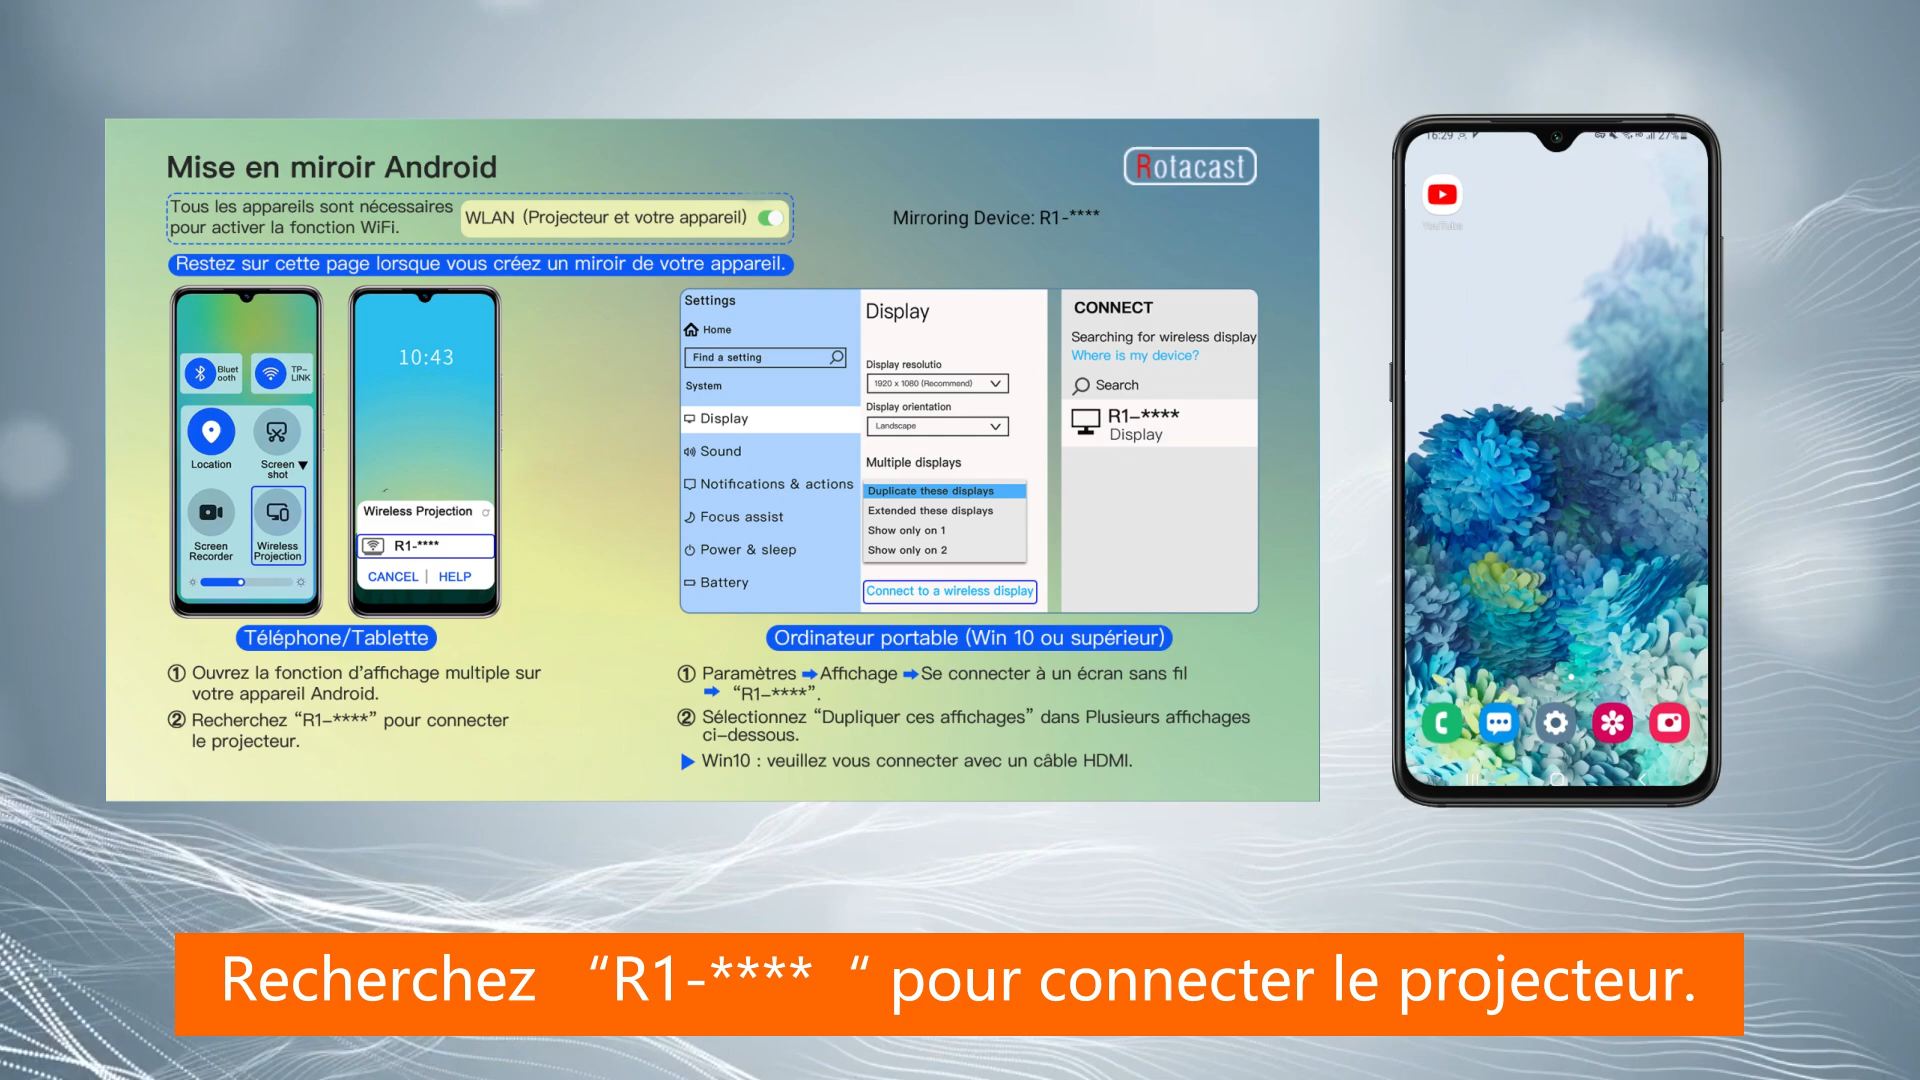 Mise en miroir Android
Rotacast
Tous les appareils sont nécessaires
pour activer la fonction WiFi.
WLAN (Projecteur et votre appareil)
Mirroring Device: R1-****
Restez sur cette page lorsque vous créez un miroir de votre appareil.
Bluet
ooth
TP-
LINK
Location
Screen
shot
Screen
Recorder
Wireless
Projection
10:43
Wireless Projection
R1-****
CANCEL | HELP
Settings
Home
Find a setting
System
Display
Sound
Notifications & actions
Focus assist
Power & sleep
Battery
Display
Display resolutio
1920 x 1080 (Recommend)
Display orientation
Landscape
Multiple displays
Duplicate these displays
Extended these displays
Show only on 1
Show only on 2
Connect to a wireless display
CONNECT
Searching for wireless display
Where is my device?
Search
R1-****
Display
Téléphone/Tablette
① Ouvrez la fonction d'affichage multiple sur
votre appareil Android.
② Recherchez “R1-****” pour connecter
le projecteur.
Ordinateur portable (Win 10 ou supérieur)
① Paramètres ➡ Affichage ➡ Se connecter à un écran sans fil
➡ “R1-****”.
② Sélectionnez “Dupliquer ces affichages” dans Plusieurs affichages
ci-dessous.
▶ Win10 : veuillez vous connecter avec un câble HDMI.
16:29
27%
YouTube
Recherchez “R1-**** “ pour connecter le projecteur.